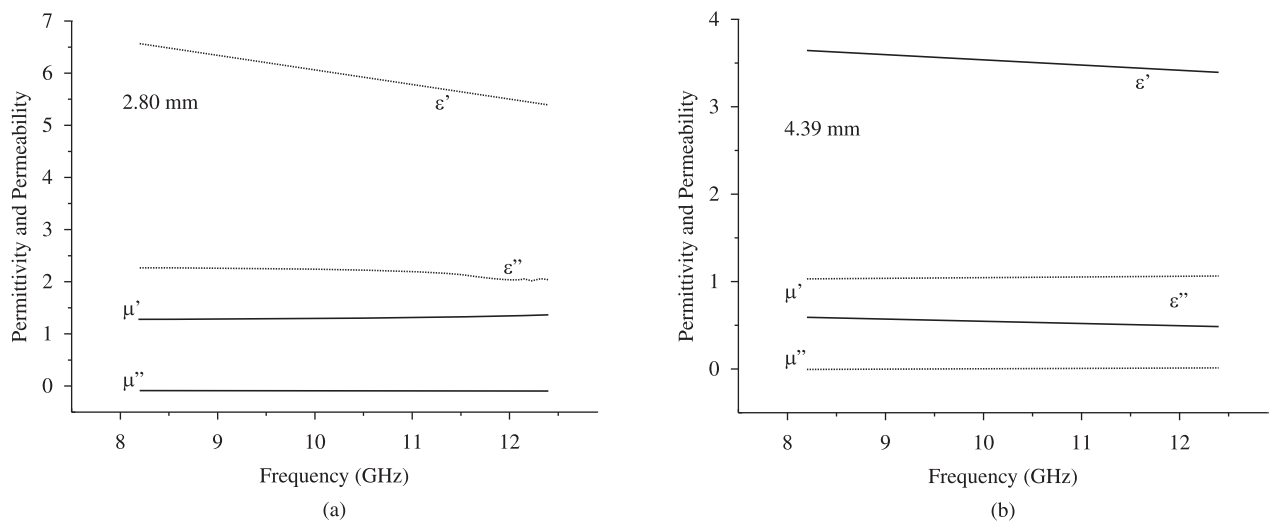 Permittivity and Permeability
7
6
5
4
3
2
1
0
2.80 mm
ε’
ε”
μ’
μ”
8
9
10
11
12
Frequency (GHz)
(a)
Permittivity and Permeability
4
3
2
1
0
ε’
4.39 mm
μ’
ε”
μ”
8
9
10
11
12
Frequency (GHz)
(b)